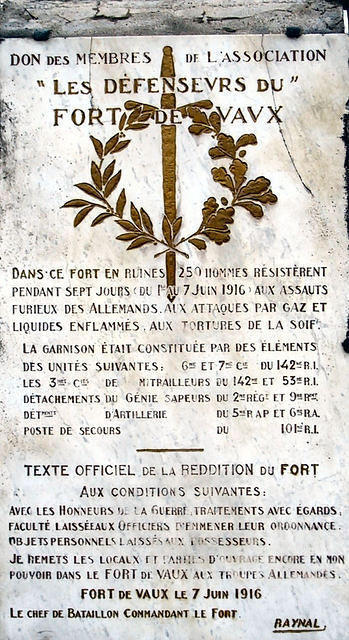 DON DES MEMBRES DE L'ASSOCIATION
"LES DÉFENSEVRS DU"
FORT DE VAVX
DANS CE FORT EN RUINES 250 HOMMES RÉSISTÈRENT
PENDANT SEPT JOURS (DU 1ER AU 7 JUIN 1916) AUX ASSAUTS
FURIEUX DES ALLEMANDS, AUX ATTAQUES PAR GAZ ET
LIQUIDES ENFLAMMÉS, AUX TORTURES DE LA SOIF.
LA GARNISON ÉTAIT CONSTITUÉE PAR DES ÉLÉMENTS
DES UNITÉS SUIVANTES: 6ME ET 7ME CIE DU 142ME R.I.
LES 3MES CIES DE MITRAILLEURS DU 142ME ET 53ME R.I.
DÉTACHEMENTS DU GÉNIE SAPEURS DU 2ME RÉGT ET 9ME RGT
DÉTMENTS D'ARTILLERIE DU 5ME RAP ET 6ME RA.
POSTE DE SECOURS DU 101ME R.I.
TEXTE OFFICIEL DE LA REDDITION DU FORT
AUX CONDITIONS SUIVANTES:
AVEC LES HONNEURS DE LA GUERRE, TRAITEMENTS AVEC ÉGARDS,
FACULTÉ LAISSÉE AUX OFFICIERS D'EMMENER LEUR ORDONNANCE.
OBJETS PERSONNELS LAISSÉS AUX POSSESSEURS.
JE REMETS LES LOCAUX ET PARTIES D'OUVRAGE ENCORE EN MON
POUVOIR DANS LE FORT DE VAUX AUX TROUPES ALLEMANDES.
FORT DE VAUX LE 7 JUIN 1916
LE CHEF DE BATAILLON COMMANDANT LE FORT
RAYNAL